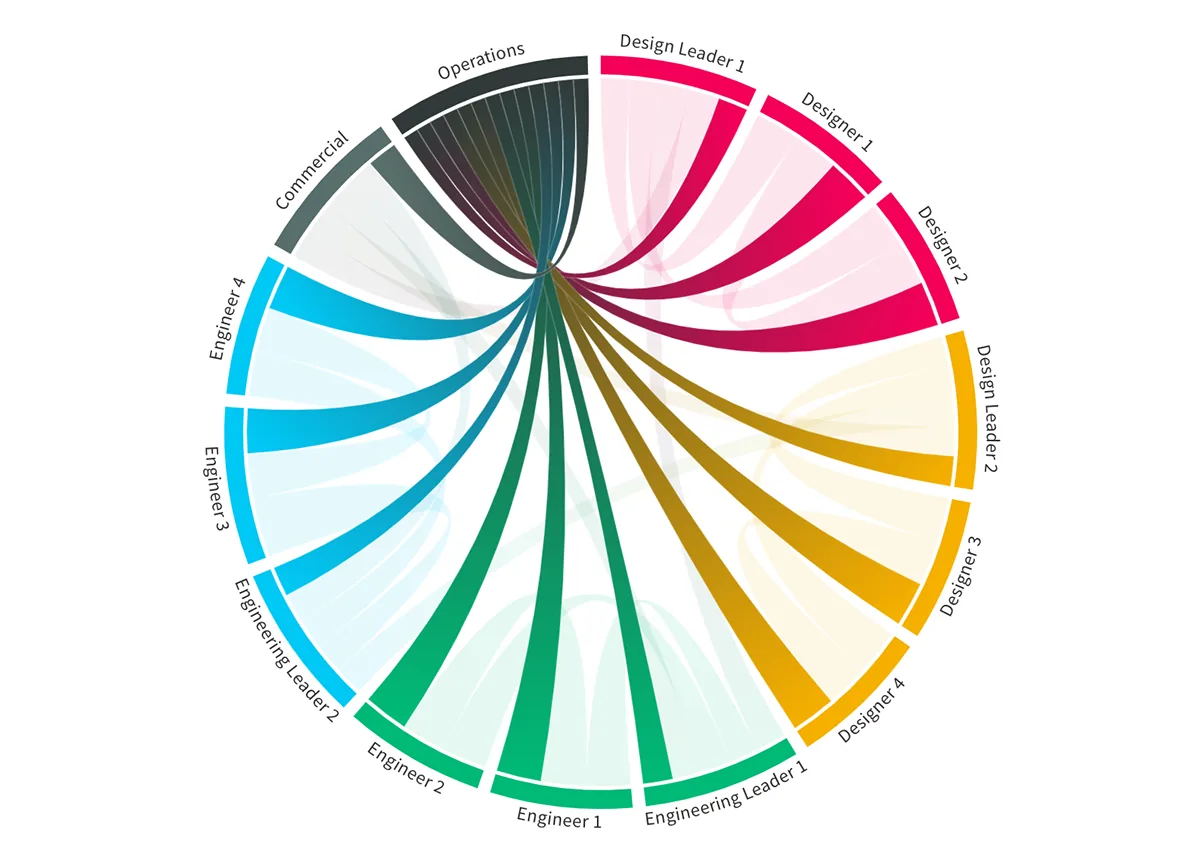 Operations
Design Leader 1
Designer 1
Designer 2
Design Leader 2
Designer 3
Designer 4
Engineering Leader 1
Engineer 1
Engineer 2
Engineering Leader 2
Engineer 3
Engineer 4
Commercial